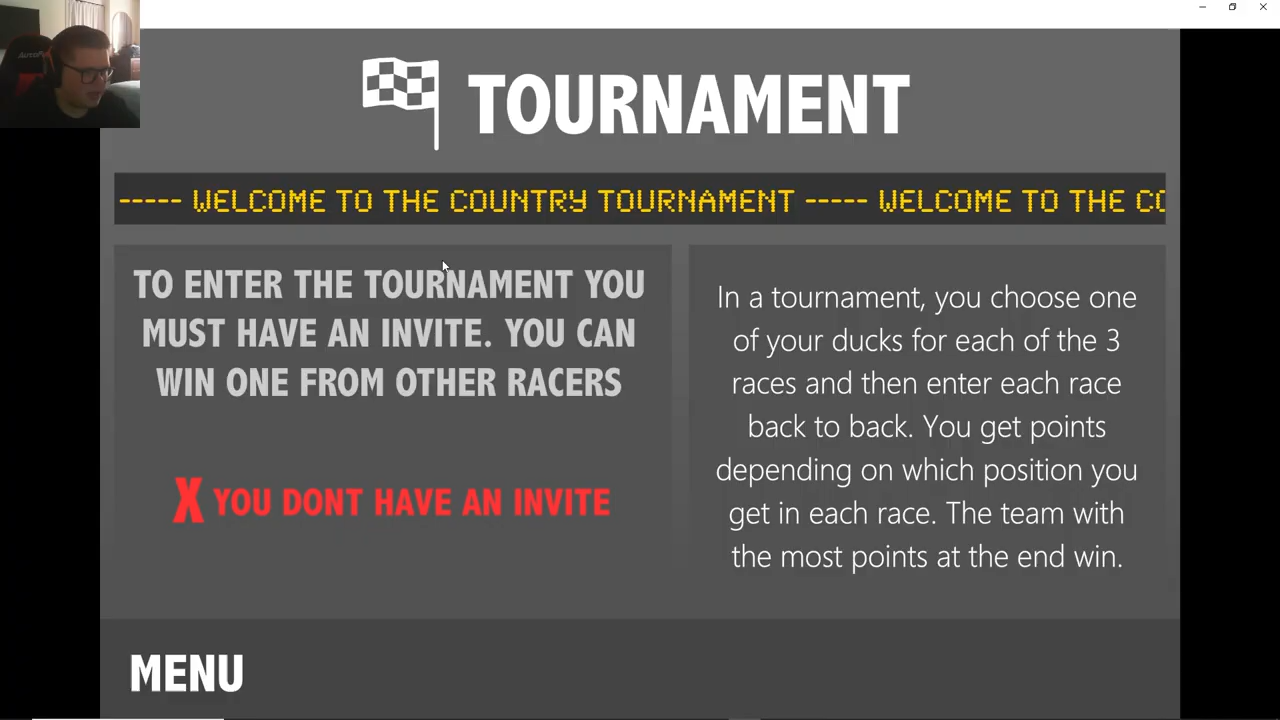 TOURNAMENT
----- WELCOME TO THE COUNTRY TOURNAMENT ----- WELCOME TO THE CO
TO ENTER THE TOURNAMENT YOU
MUST HAVE AN INVITE. YOU CAN
WIN ONE FROM OTHER RACERS
X YOU DONT HAVE AN INVITE
In a tournament, you choose one
of your ducks for each of the 3
races and then enter each race
back to back. You get points
depending on which position you
get in each race. The team with
the most points at the end win.
MENU